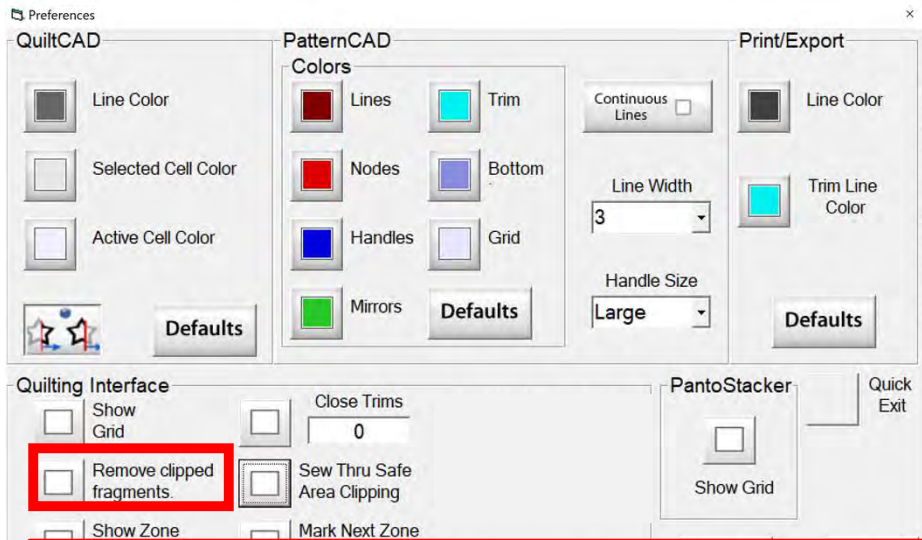 Preferences
QuiltCAD
PatternCAD
Print/Export
Colors
Line Color
Lines
Trim
Continuous
Lines
Line Color
Selected Cell Color
Nodes
Bottom
Line Width
3
Trim Line
Color
Active Cell Color
Handles
Grid
Handle Size
Large
Mirrors
Defaults
Defaults
Defaults
Quilting Interface
Show
Grid
Close Trims
0
Remove clipped
fragments.
Sew Thru Safe
Area Clipping
Show Zone
Mark Next Zone
PantoStacker
Show Grid
Quick
Exit